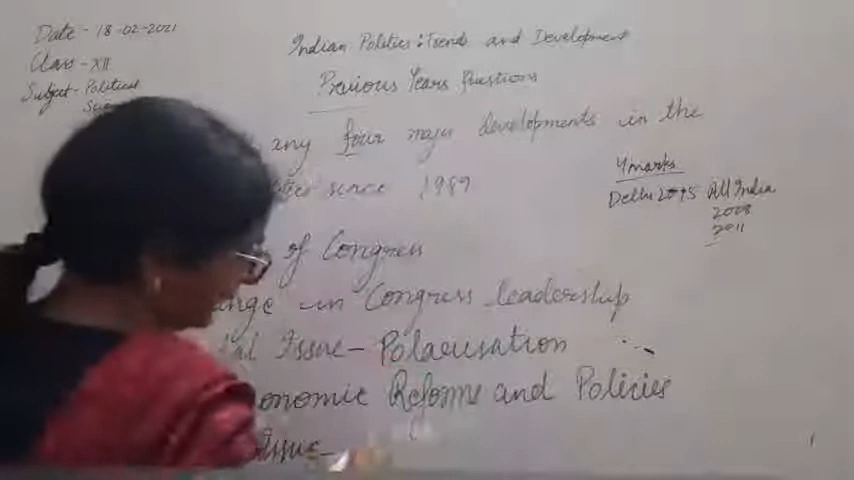 Date - 18-02-2021
Class - XII
Subject - Political
Indian Politics : Trends and Development
Previous Years Questions
any four major developments in the
since 1989
4 marks
Delhi 2015 All India
2008
2011
of Congress
in Congress leadership
Issue - Polarisation
Reforms and Policies
Issue -